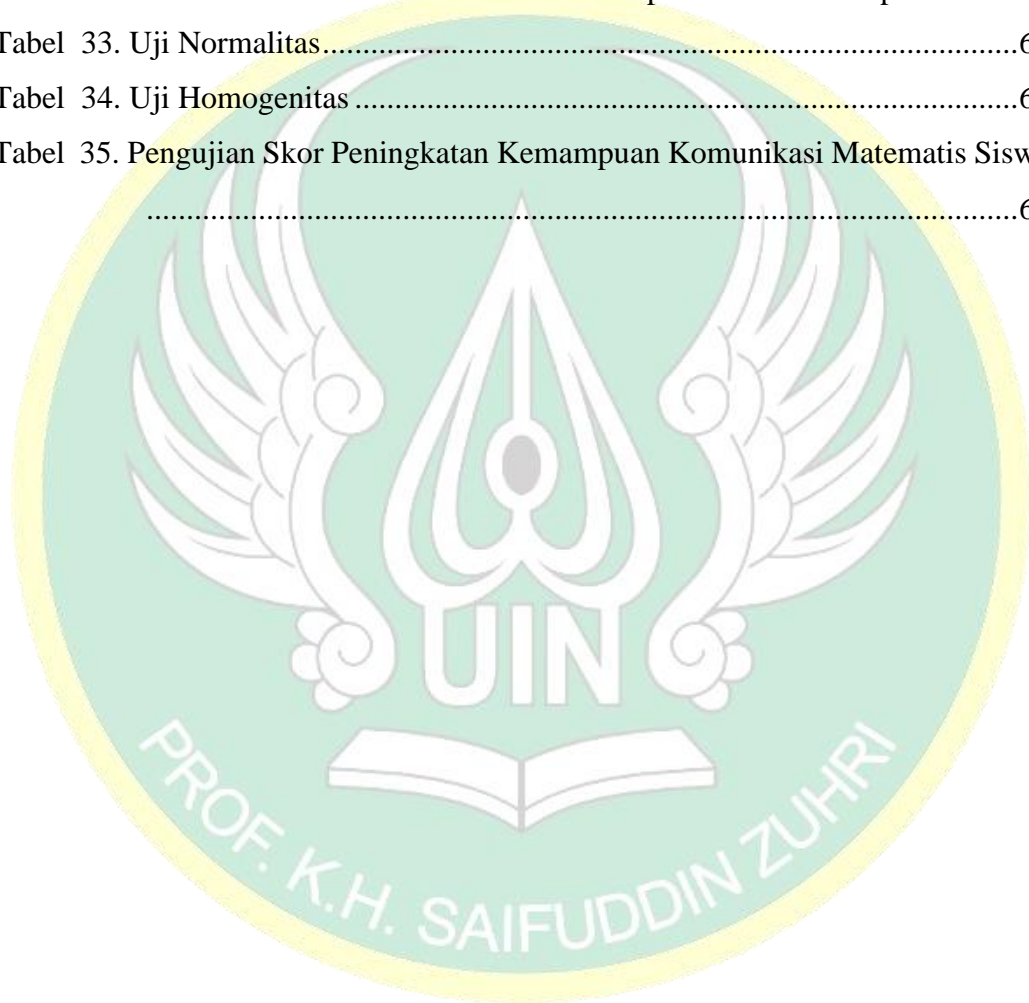 Tabel 33. Uji Normalitas........................................................................................6
Tabel 34. Uji Homogenitas ....................................................................................6
Tabel 35. Pengujian Skor Peningkatan Kemampuan Komunikasi Matematis
...............................................................................................................6
UIN
PROF. K.H. SAIFUDDIN ZUHRI